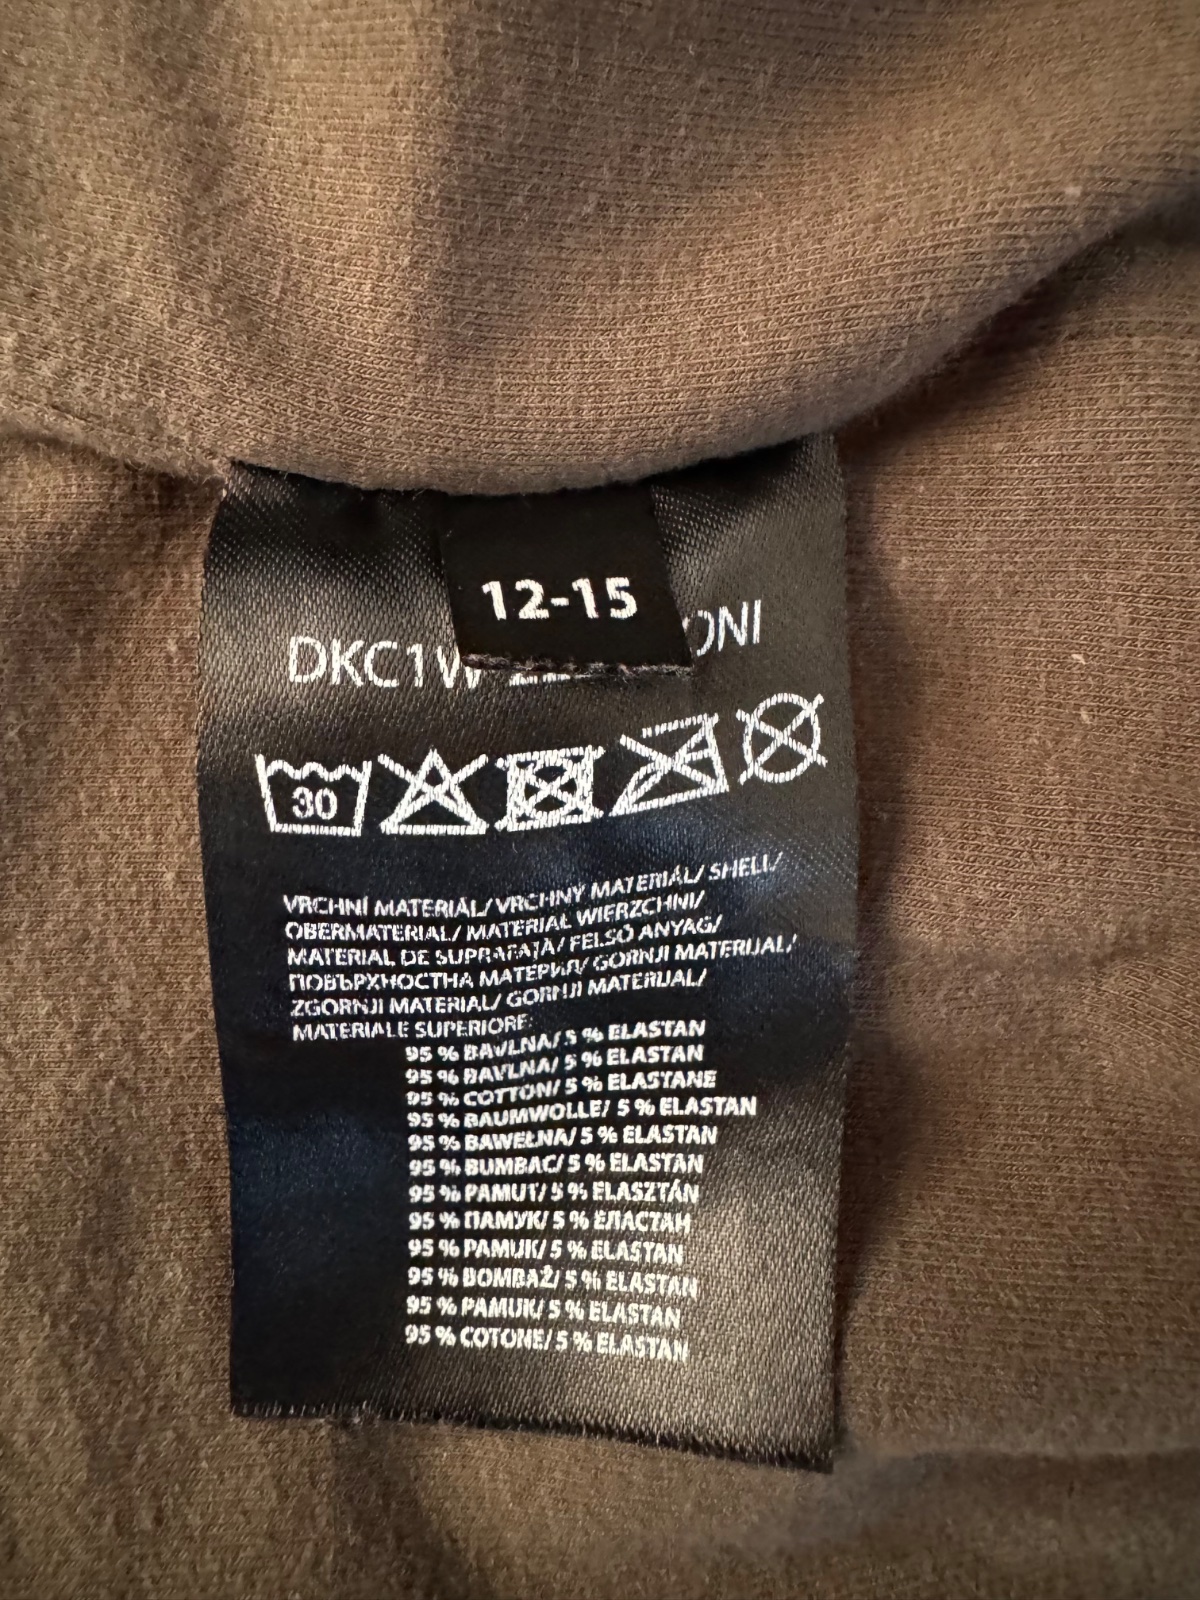 12-15
DKC1W ONI
30
VRCHNÍ MATERIÁL/ VRCHNÝ MATERIÁL/ SHELL/
OBERMATERIAL/ MATERIAŁ WIERZCHNI/
MATERIAL DE SUPRAFAŢA/ FELSŐ ANYAG/
ПОВЪРХНОСТНА МАТЕРИЯ/ GORNJI MATERIJAL/
ZGORNJI MATERIAL/ GORNJI MATERIJAL/
MATERIALE SUPERIORE:
95 % BAVLNA/ 5 % ELASTAN
95 % BAVLNA/ 5 % ELASTAN
95 % COTTON/ 5 % ELASTANE
95 % BAUMWOLLE/ 5 % ELASTAN
95 % BAWEŁNA/ 5 % ELASTAN
95 % BUMBAC/ 5 % ELASTAN
95 % PAMUT/ 5 % ELASZTÁN
95 % ПАМУК/ 5 % ЕЛАСТАН
95 % PAMUK/ 5 % ELASTAN
95 % BOMBAŽ/ 5 % ELASTAN
95 % PAMUK/ 5 % ELASTAN
95 % COTONE/ 5 % ELASTAN